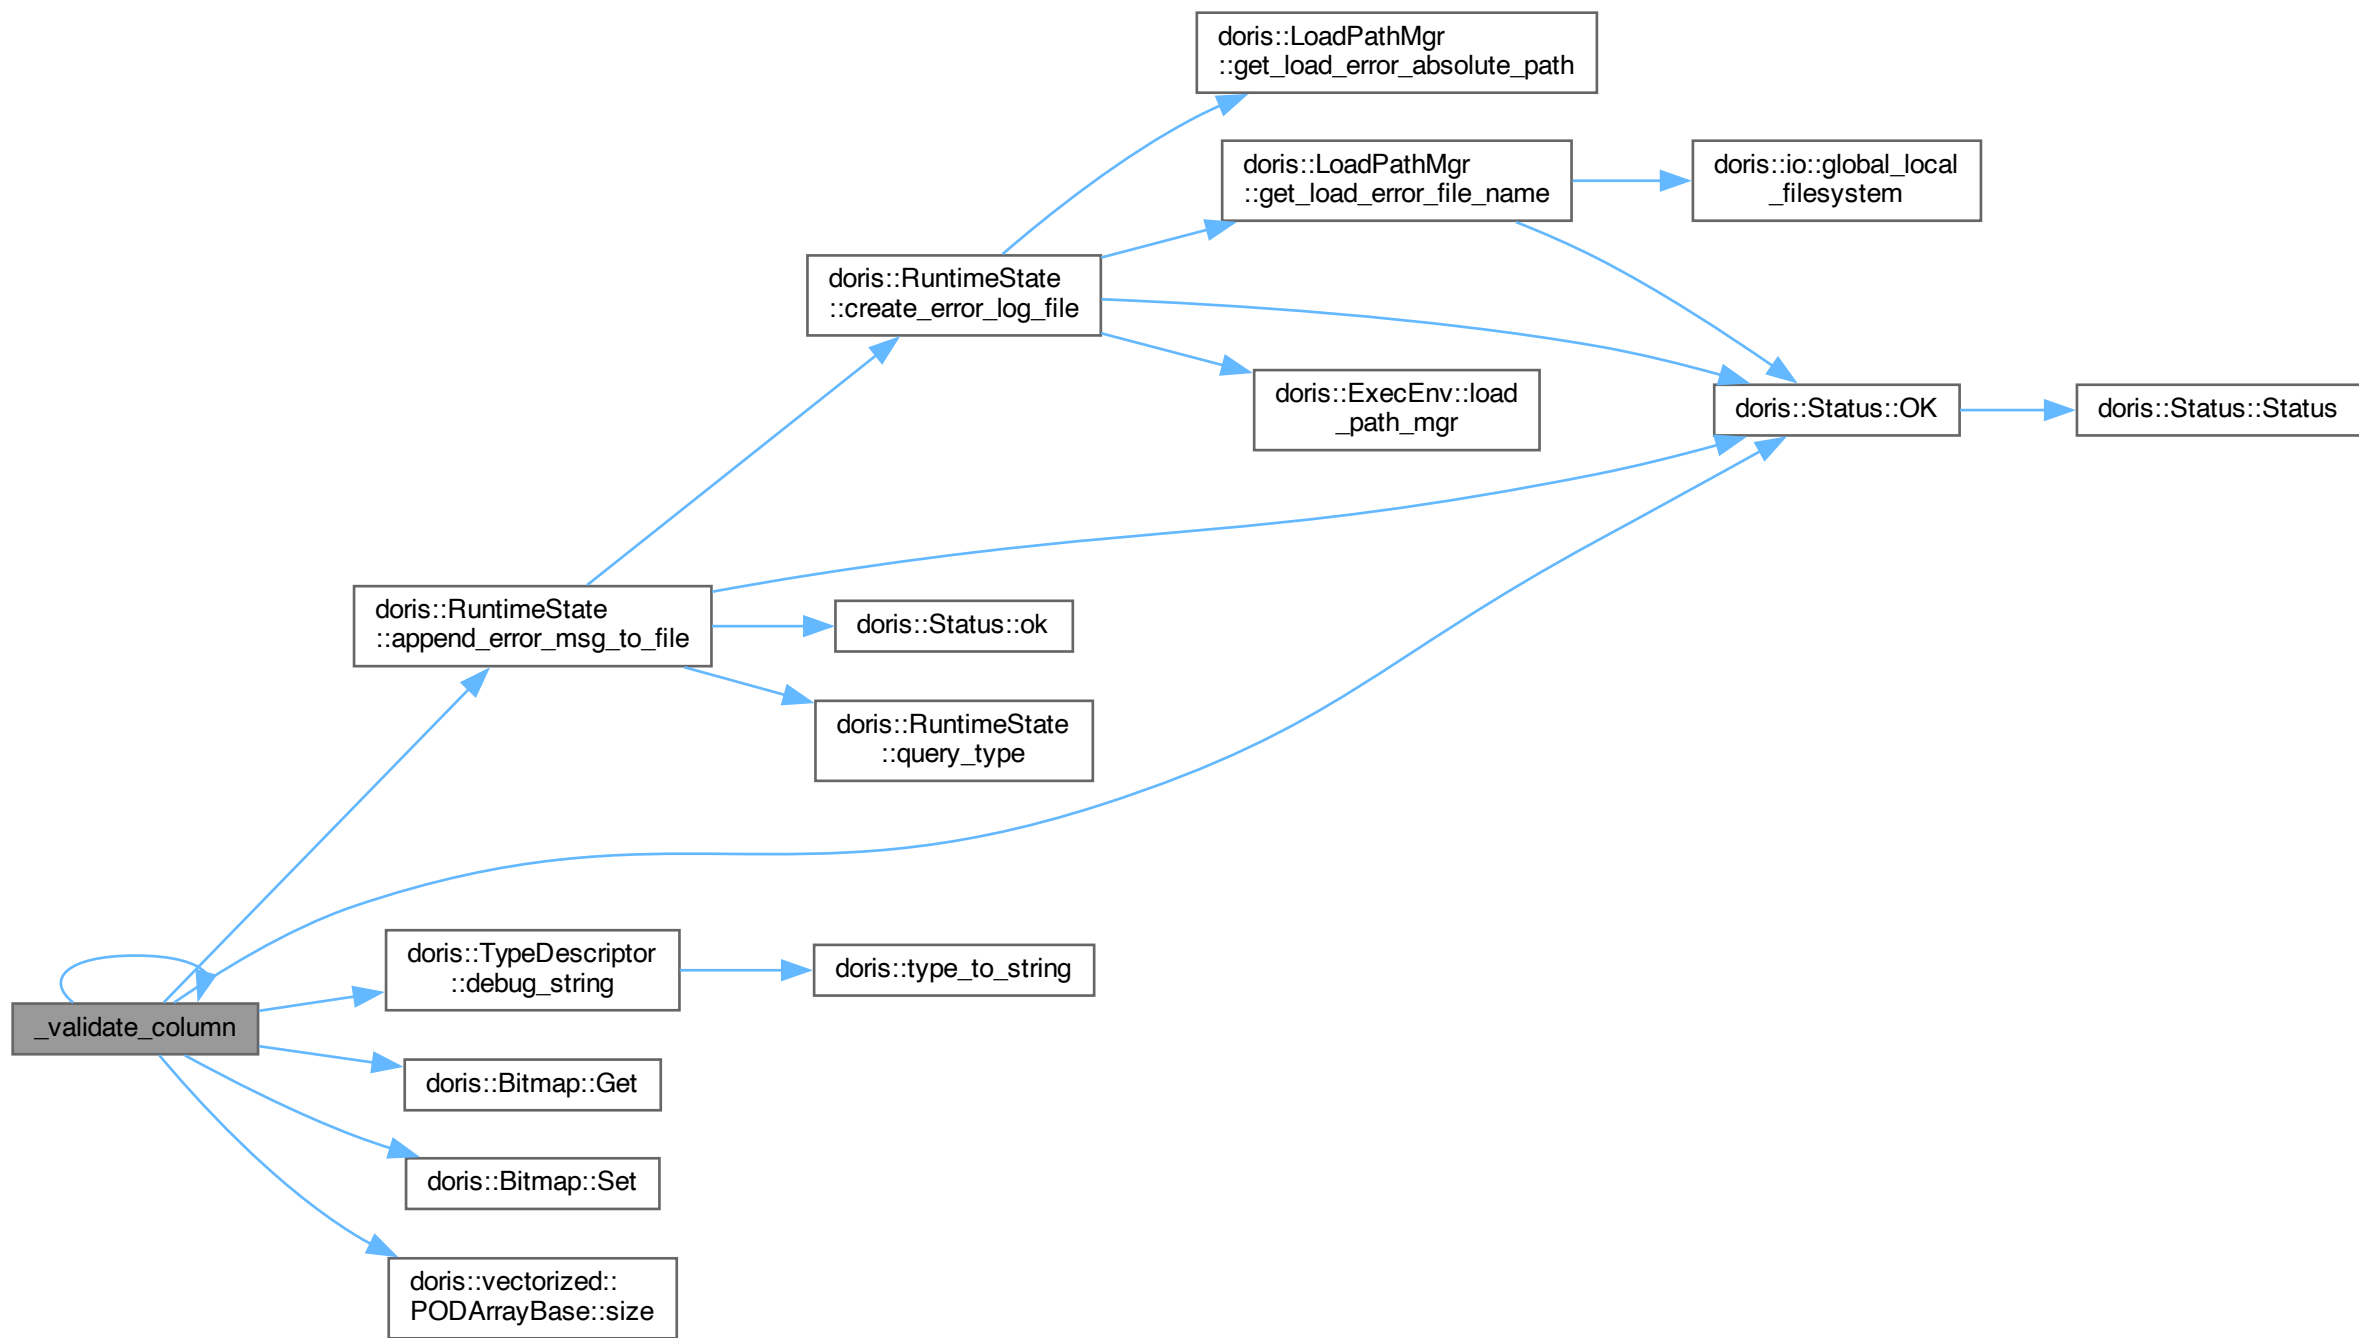 doris::LoadPathMgr
::get_load_error_absolute_path
doris::LoadPathMgr
::get_load_error_file_name
doris::io::global_local
_filesystem
doris::RuntimeState
::create_error_log_file
doris::ExecEnv::load
_path_mgr
doris::Status::OK
doris::Status::Status
doris::RuntimeState
::append_error_msg_to_file
doris::Status::ok
doris::RuntimeState
::query_type
doris::TypeDescriptor
::debug_string
doris::type_to_string
_validate_column
doris::Bitmap::Get
doris::Bitmap::Set
doris::vectorized::
PODArrayBase::size